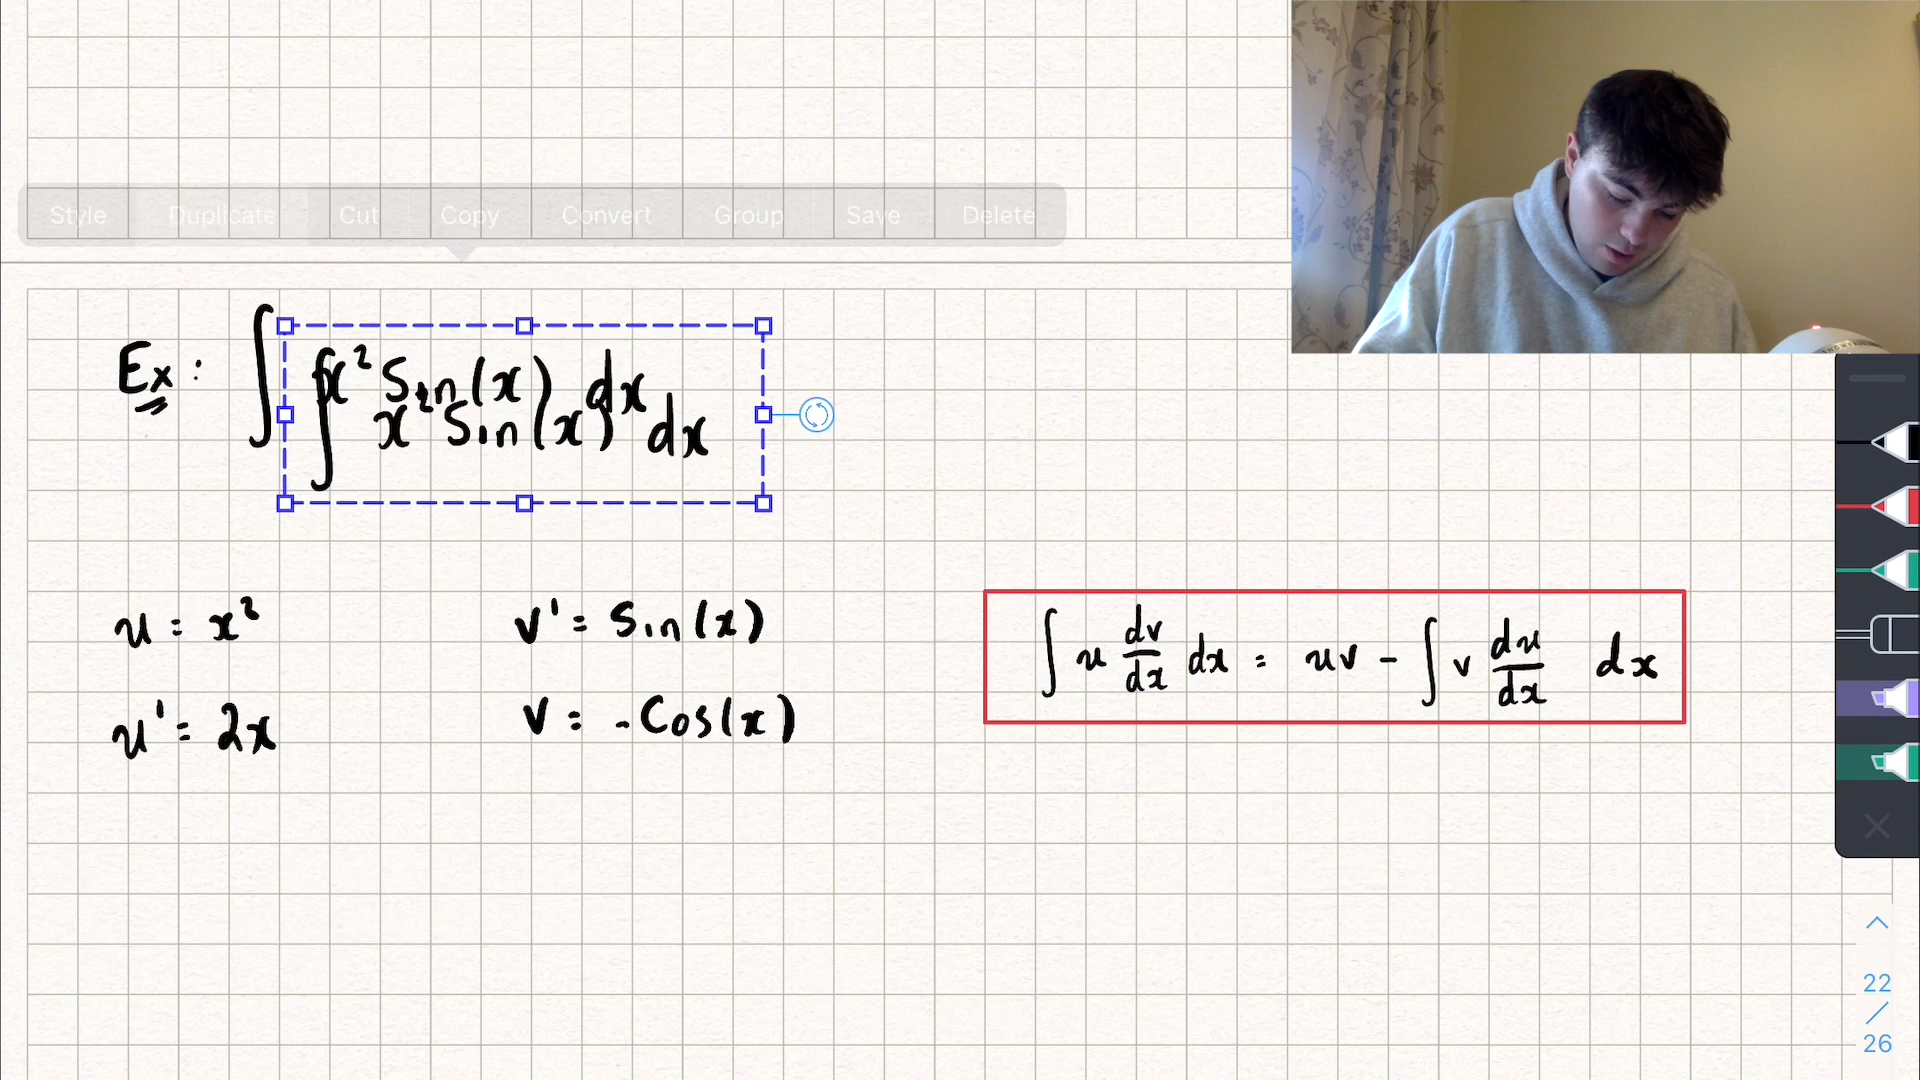 Style Duplicate Cut Copy Convert Group Save Delete
Ex: ∫ x² Sin(x) dx
∫ x² Sin(x) dx
u = x² v' = Sin(x)
∫ u dv/dx dx = uv - ∫ v du/dx dx
u' = 2x v = -Cos(x)
22
/
26